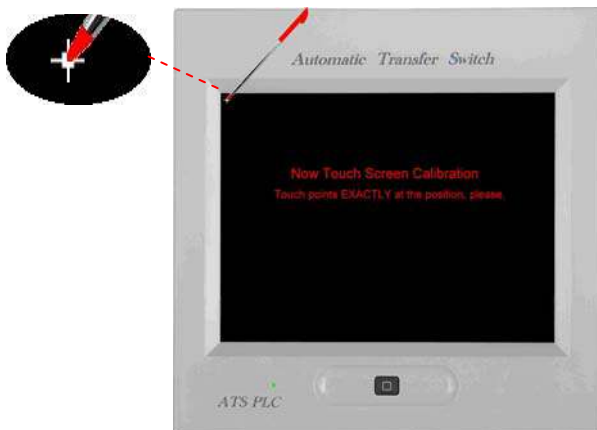 Automatic Transfer Switch
Now Touch Screen Calibration
Touch points EXACTLY at the position, please
ATS PLC